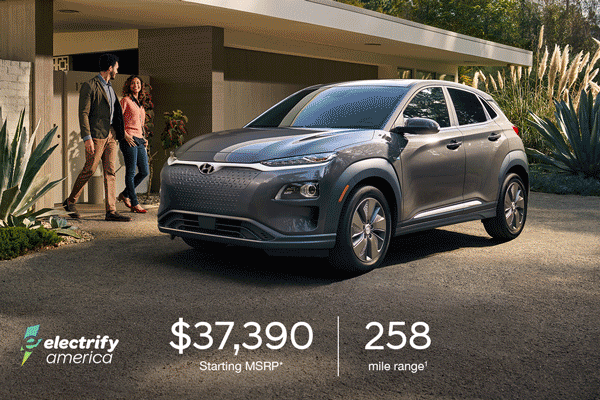 electrify
america
$37,390
Starting MSRP*
258
mile range†